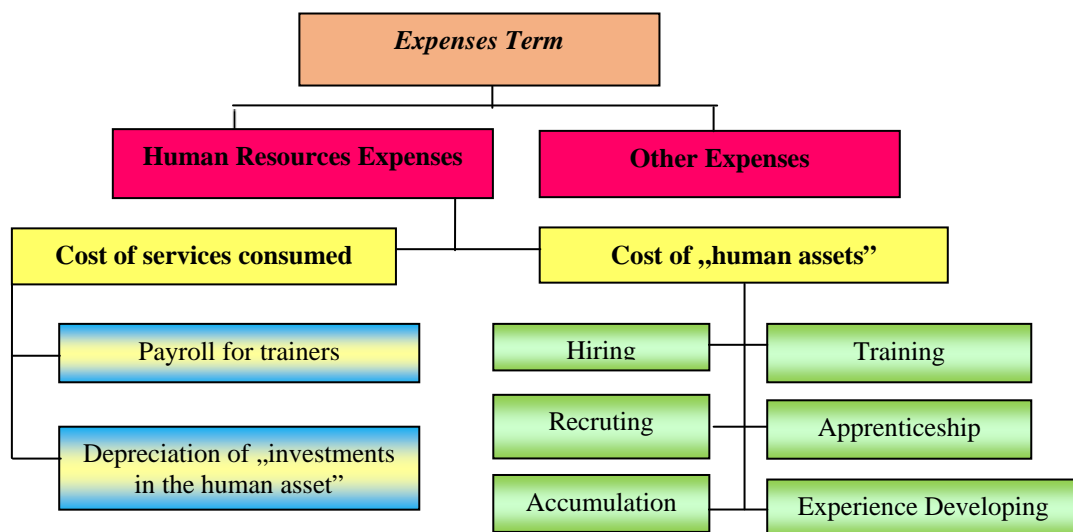 Expenses Term
Human Resources Expenses
Other Expenses
Cost of services consumed
Cost of „human assets”
Payroll for trainers
Depreciation of „investments
in the human asset”
Hiring
Training
Recruting
Apprenticeship
Accumulation
Experience Developing